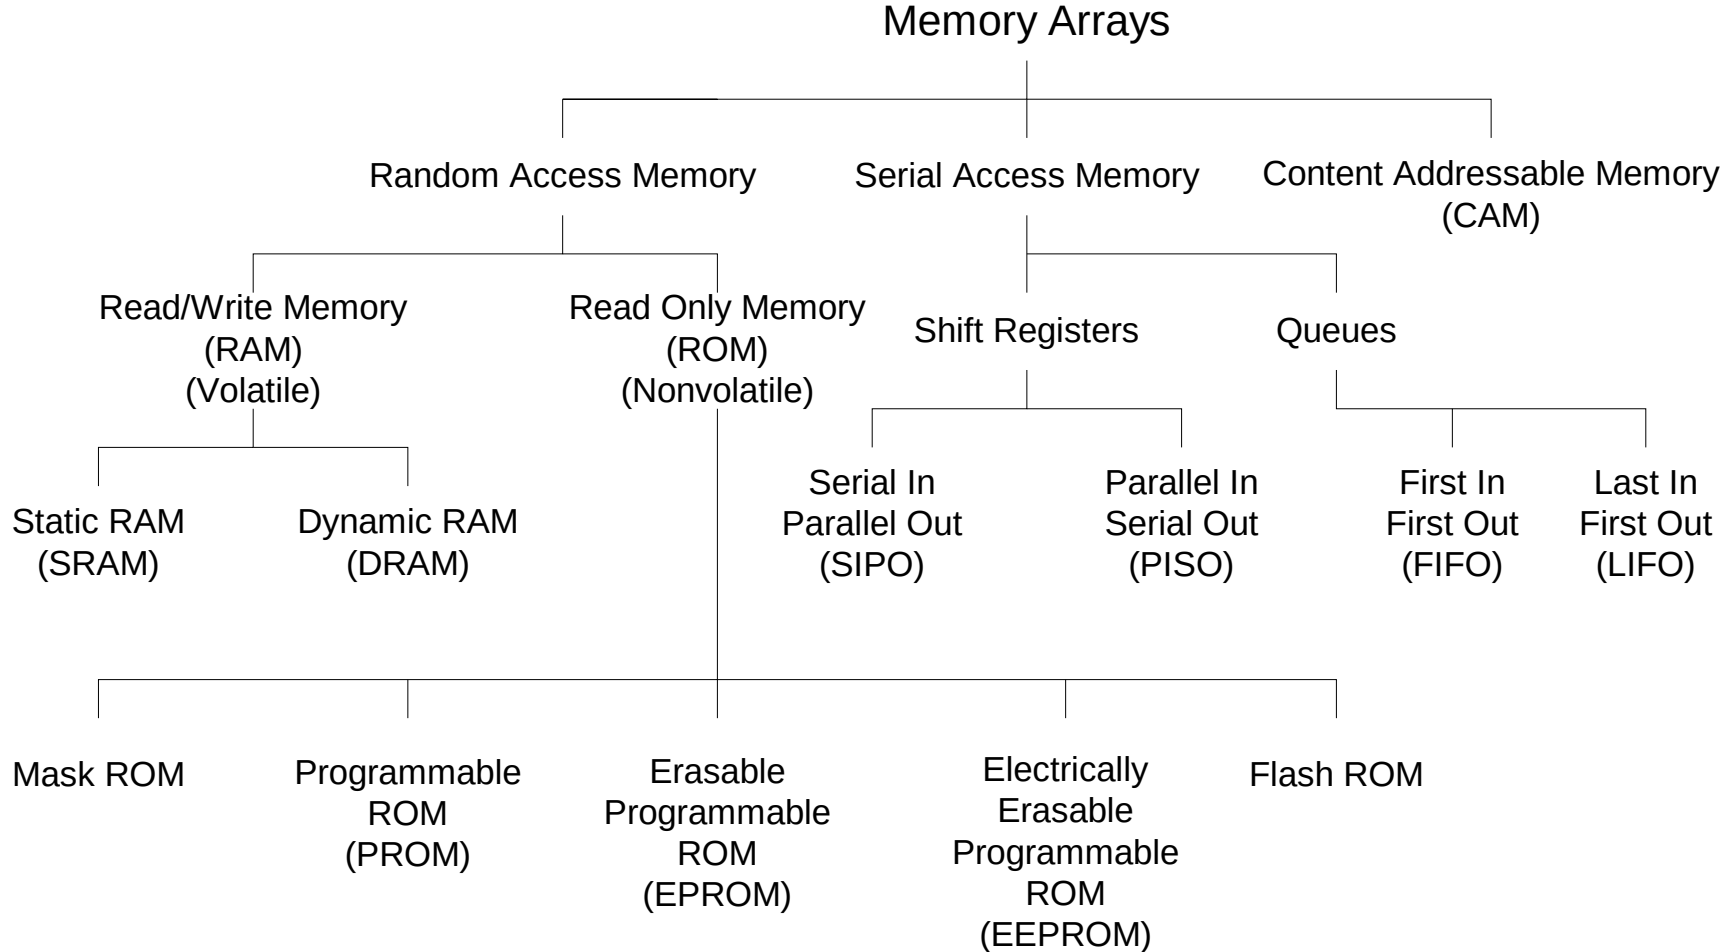 Memory Arrays
Random Access Memory
Serial Access Memory
Content Addressable Memory
(CAM)
Read/Write Memory
(RAM)
(Volatile)
Read Only Memory
(ROM)
(Nonvolatile)
Shift Registers
Queues
Static RAM
(SRAM)
Dynamic RAM
(DRAM)
Serial In
Parallel Out
(SIPO)
Parallel In
Serial Out
(PISO)
First In
First Out
(FIFO)
Last In
First Out
(LIFO)
Mask ROM
Programmable
ROM
(PROM)
Erasable
Programmable
ROM
(EPROM)
Electrically
Erasable
Programmable
ROM
(EEPROM)
Flash ROM